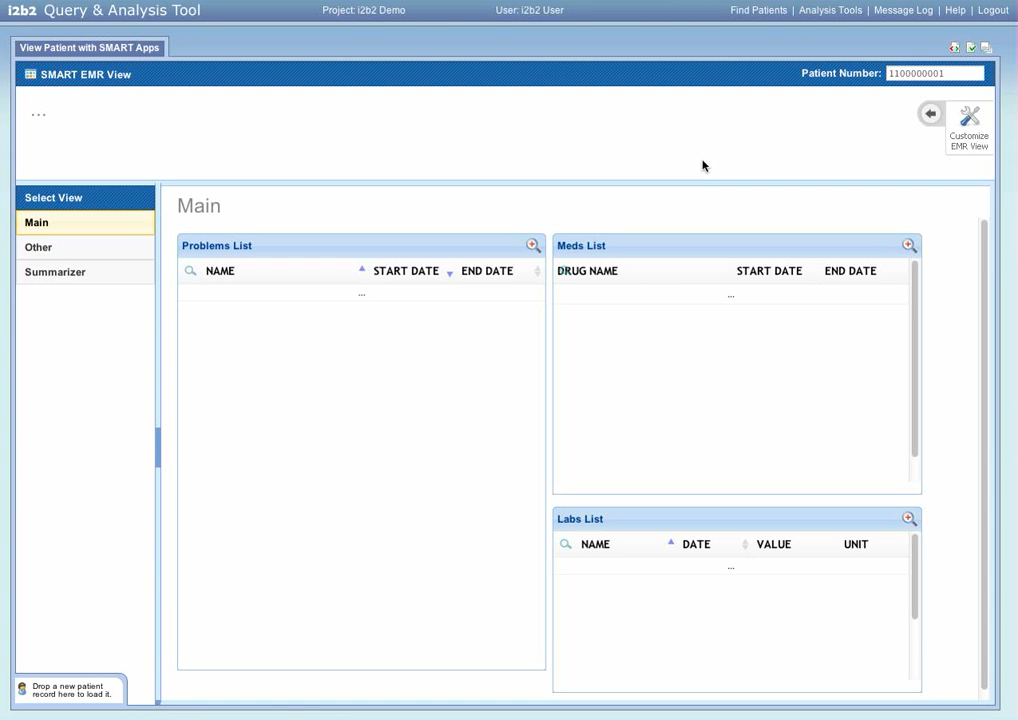 i2b2 Query & Analysis Tool
Project: i2b2 Demo
User: i2b2 User
Find Patients | Analysis Tools | Message Log | Help | Logout
View Patient with SMART Apps
SMART EMR View
Patient Number: 1100000001
...
Customize
EMR View
Select View
Main
Other
Summarizer
Main
Problems List
NAME START DATE END DATE
...
Meds List
DRUG NAME START DATE END DATE
...
Labs List
NAME DATE VALUE UNIT
...
Drop a new patient
record here to load it.